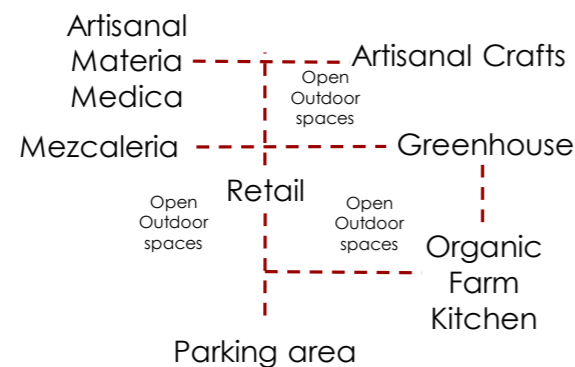 Artisanal
Materia
Medica
Artisanal Crafts
Open
Outdoor
spaces
Mezcaleria
Greenhouse
Retail
Open
Outdoor
spaces
Open
Outdoor
spaces
Organic
Farm
Kitchen
Parking area